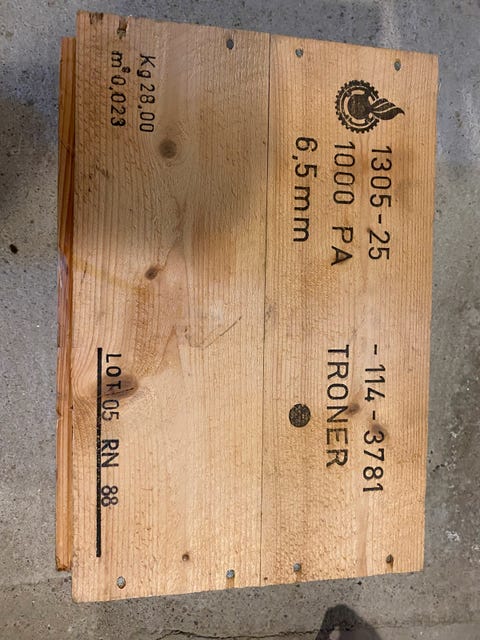 1305-25 -114-3781
1000 PA TRONER
6,5 mm
Kg 28,00
m³ 0,023 LOT 05 RN 88